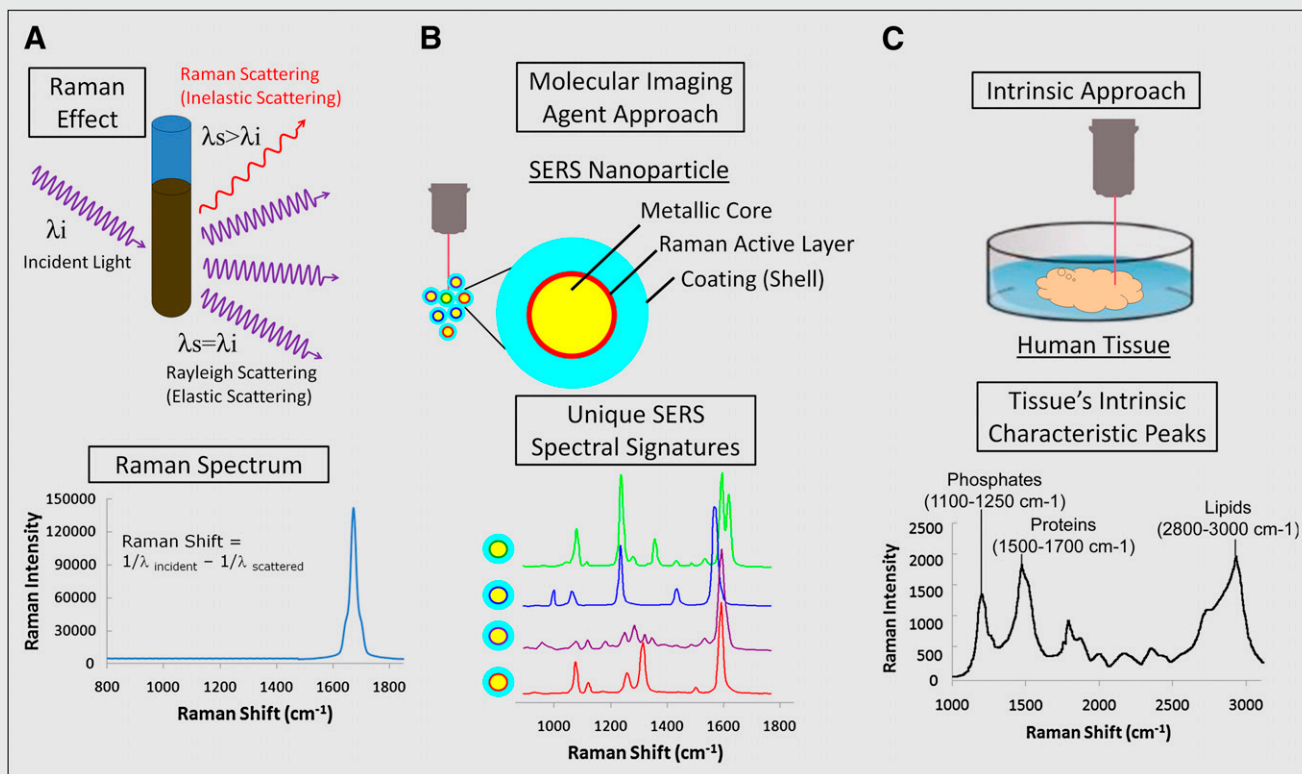 A
Raman
Effect
Raman Scattering
(Inelastic Scattering)
λs>λi
λi
Incident Light
λs=λi
Rayleigh Scattering
(Elastic Scattering)
Raman Spectrum
Raman Intensity
150000
120000
90000
60000
30000
0
Raman Shift =
1/λ incident – 1/λ scattered
800
1000
1200
1400
1600
1800
Raman Shift (cm-1)
B
Molecular Imaging
Agent Approach
SERS Nanoparticle
Metallic Core
Raman Active Layer
Coating (Shell)
Unique SERS
Spectral Signatures
1000
1200
1400
1600
1800
Raman Shift (cm-1)
C
Intrinsic Approach
Human Tissue
Tissue's Intrinsic
Characteristic Peaks
Phosphates
(1100-1250 cm-1)
Proteins
(1500-1700 cm-1)
Lipids
(2800-3000 cm-1)
Raman Intensity
2500
2000
1500
1000
500
0
1000
1500
2000
2500
3000
Raman Shift (cm-1)